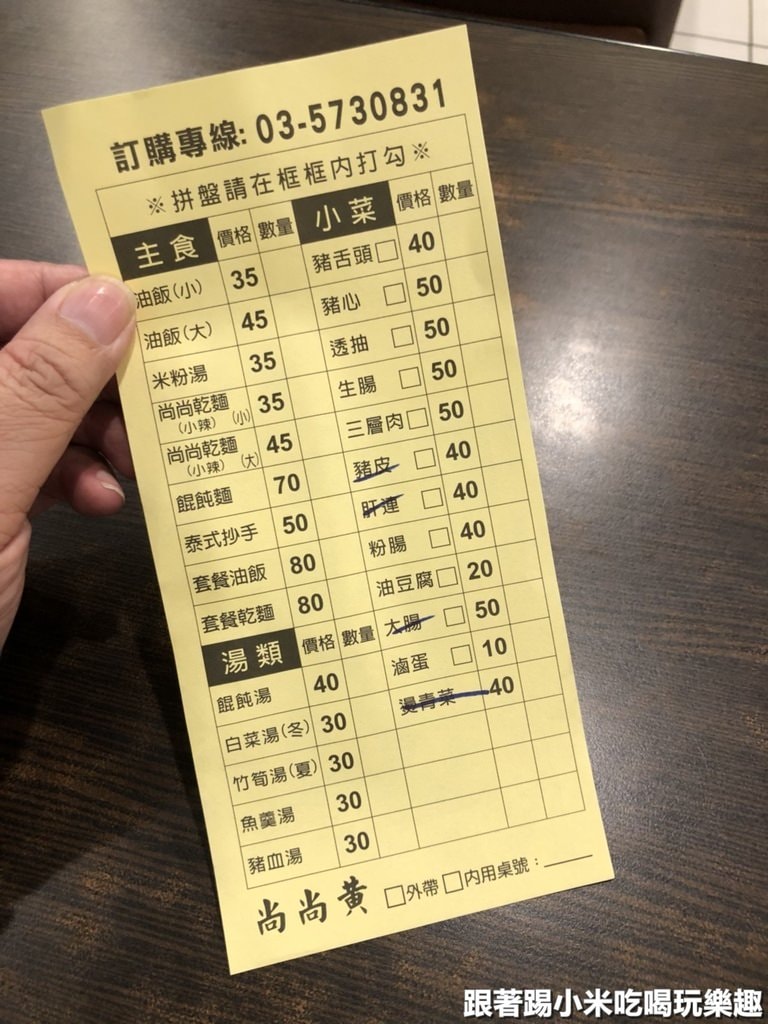 訂購專線: 03-5730831
※拼盤請在框框內打勾※
主食 價格 數量
油飯(小) 35
油飯(大) 45
米粉湯 35
尚尚乾麵(小辣)(小) 35
尚尚乾麵(小辣)(大) 45
餛飩麵 70
泰式抄手 50
套餐油飯 80
套餐乾麵 80
湯類 價格 數量
餛飩湯 40
白菜湯(冬) 30
竹筍湯(夏) 30
魚羹湯 30
豬血湯 30
小菜 價格 數量
豬舌頭□ 40
豬心□ 50
透抽□ 50
生腸□ 50
三層肉□ 50
豬皮□ 40
肝連□ 40
粉腸□ 40
油豆腐□ 20
大腸□ 50
滷蛋□ 10
燙青菜 40
尚尚黃 □外帶□內用桌號：____
跟著踢小米吃喝玩樂趣